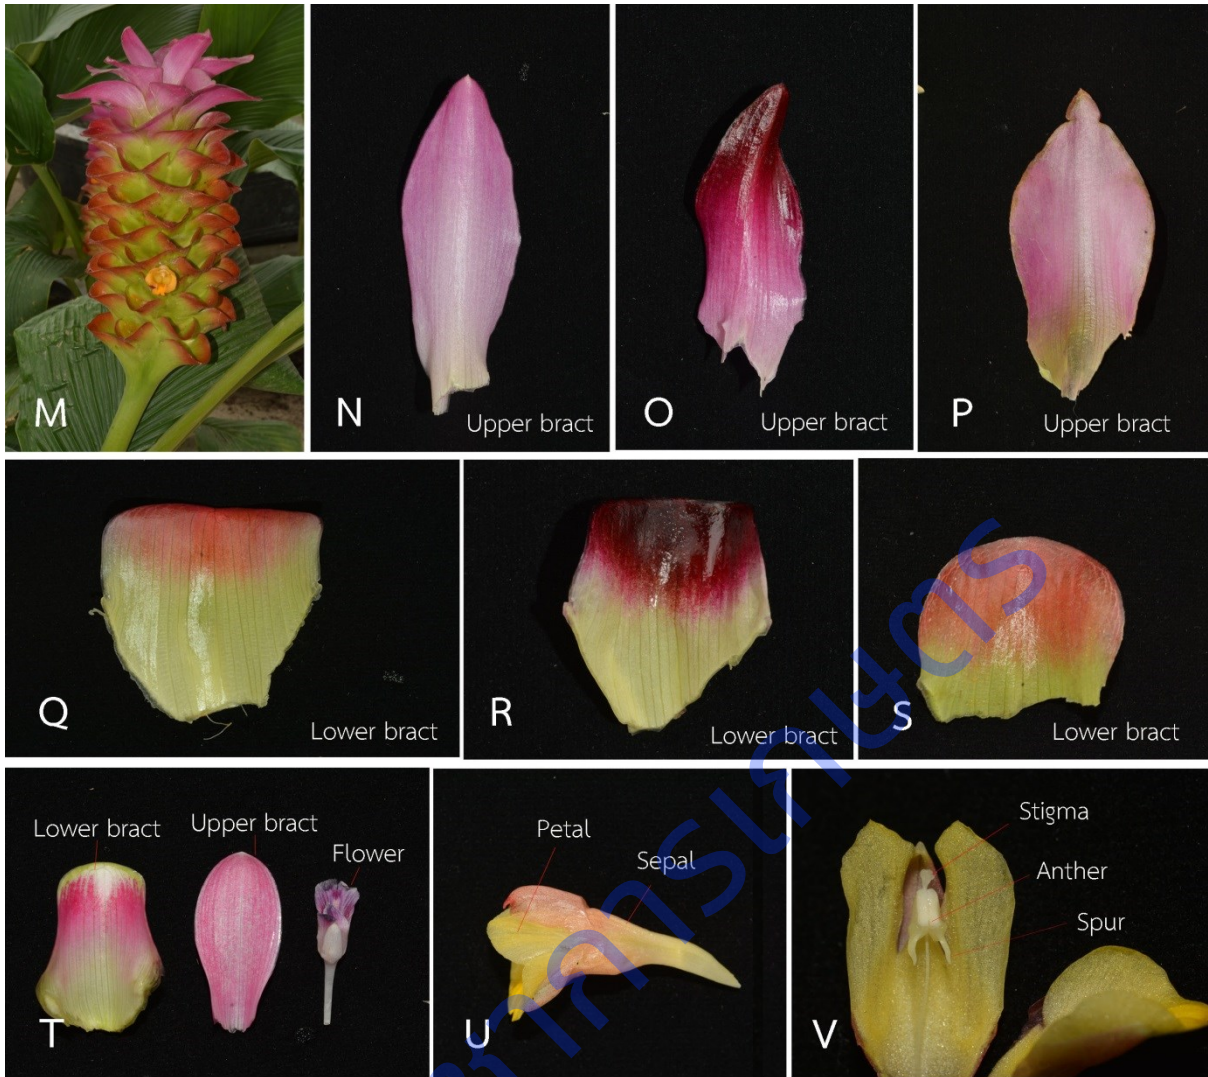 M
N
Upper bract
O
Upper bract
P
Upper bract
Q
Lower bract
R
Lower bract
S
Lower bract
Lower bract
Upper bract
Flower
T
Petal
Sepal
U
Stigma
Anther
Spur
V